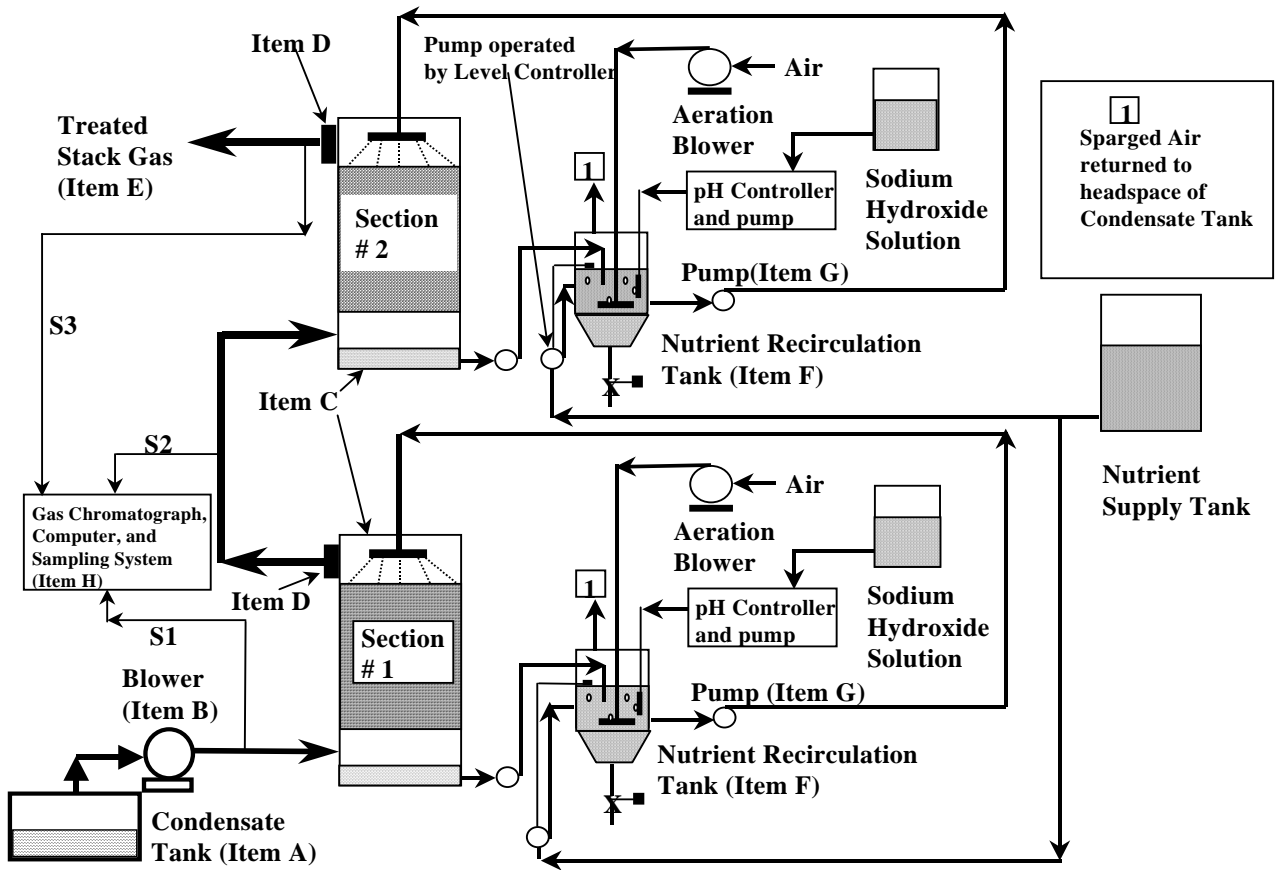 Item D
Pump operated
by Level Controller
Air
Aeration
Blower
1
Sparged Air
returned to
headspace of
Condensate Tank
Treated
Stack Gas
(Item E)
1
pH Controller
and pump
Sodium
Hydroxide
Solution
Section
# 2
Pump(Item G)
S3
Nutrient Recirculation
Tank (Item F)
Item C
S2
Nutrient
Supply Tank
Gas Chromatograph,
Computer, and
Sampling System
(Item H)
Air
Aeration
Blower
Item D
1
pH Controller
and pump
Sodium
Hydroxide
Solution
S1
Section
# 1
Blower
(Item B)
Pump (Item G)
Nutrient Recirculation
Tank (Item F)
Condensate
Tank (Item A)